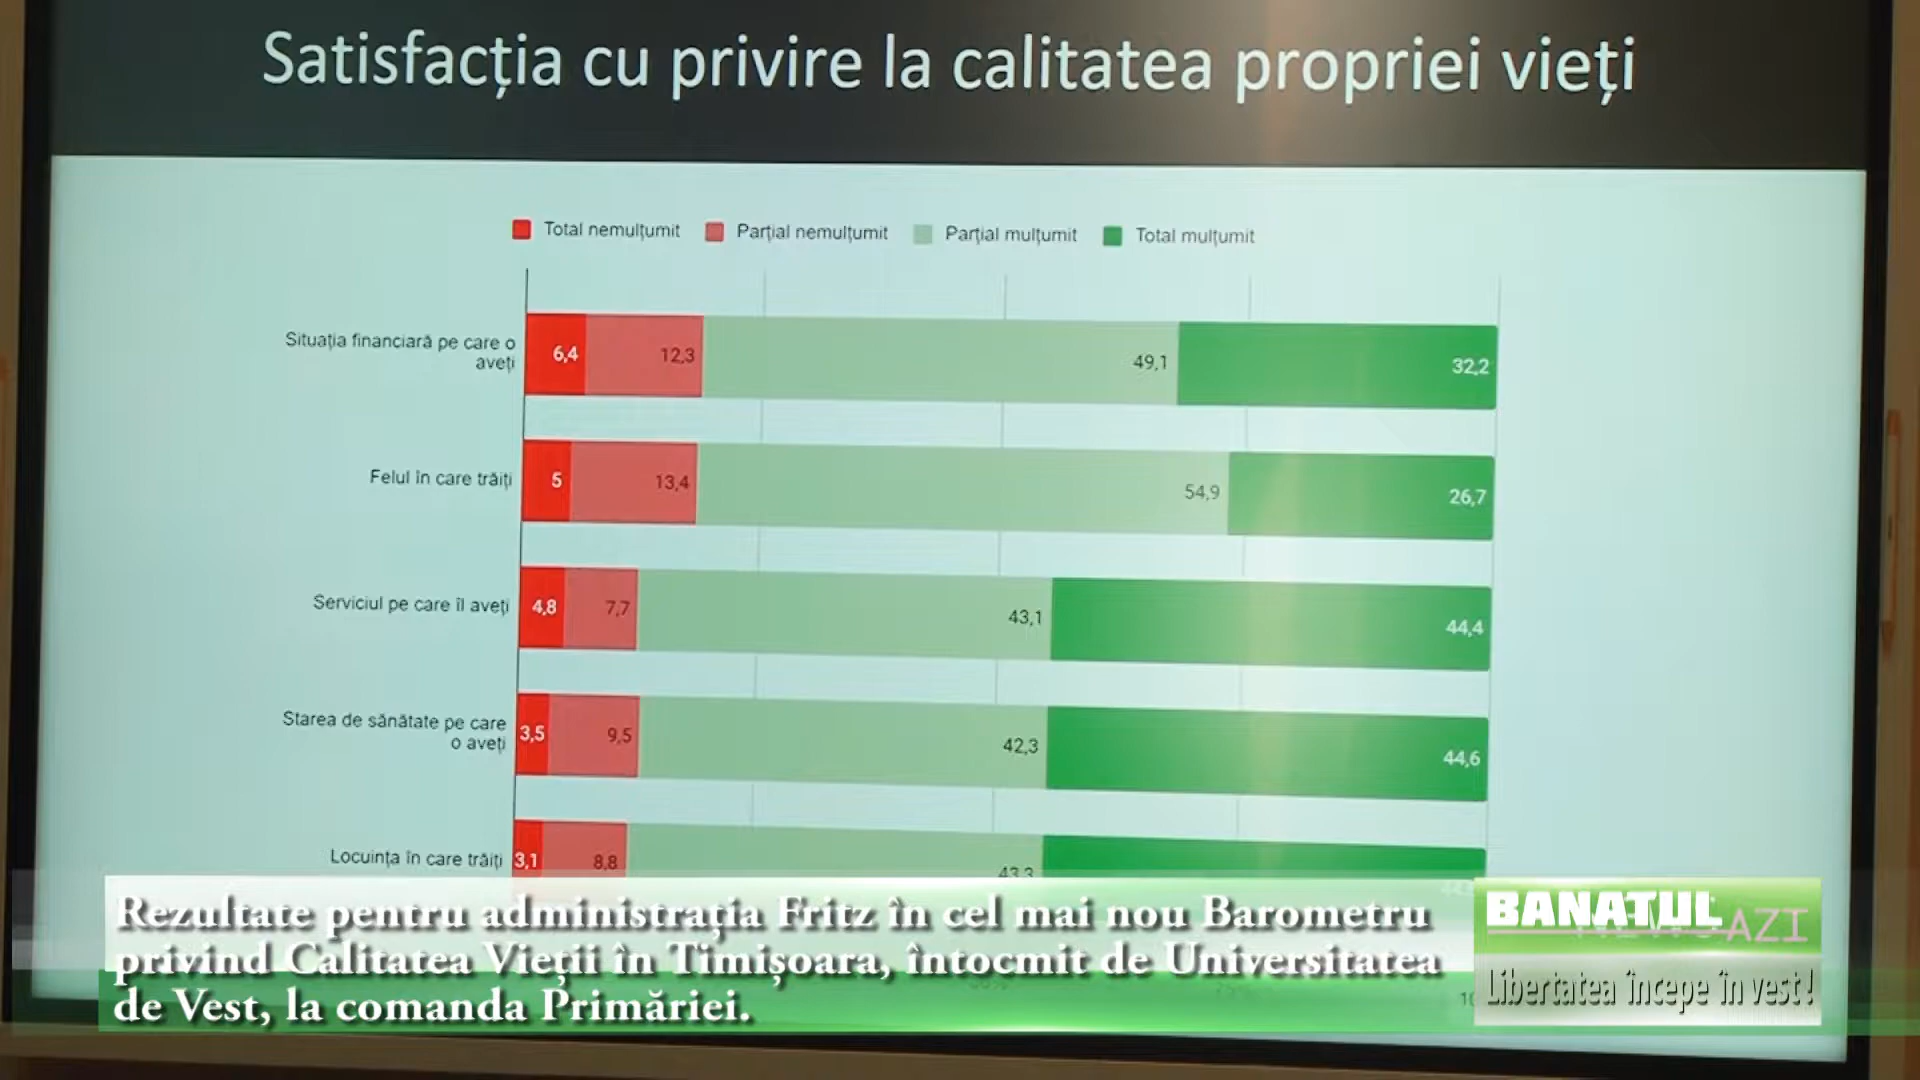 Satisfacția cu privire la calitatea propriei vieți
Total nemulțumit Parțial nemulțumit Parțial mulțumit Total mulțumit
Situația financiară pe care o
aveți
6,4 12,3 49,1 32,2
Felul în care trăiți 5 13,4 54,9 26,7
Serviciul pe care îl aveți 4,8 7,7 43,1 44,4
Starea de sănătate pe care
o aveți
3,5 9,5 42,3 44,6
Locuința în care trăiți 3,1 8,8 43,3
Rezultate pentru administrația Fritz în cel mai nou Barometru
privind Calitatea Vieții în Timișoara, întocmit de Universitatea
de Vest, la comanda Primăriei.
BANATUL
AZI
Libertatea începe în vest!